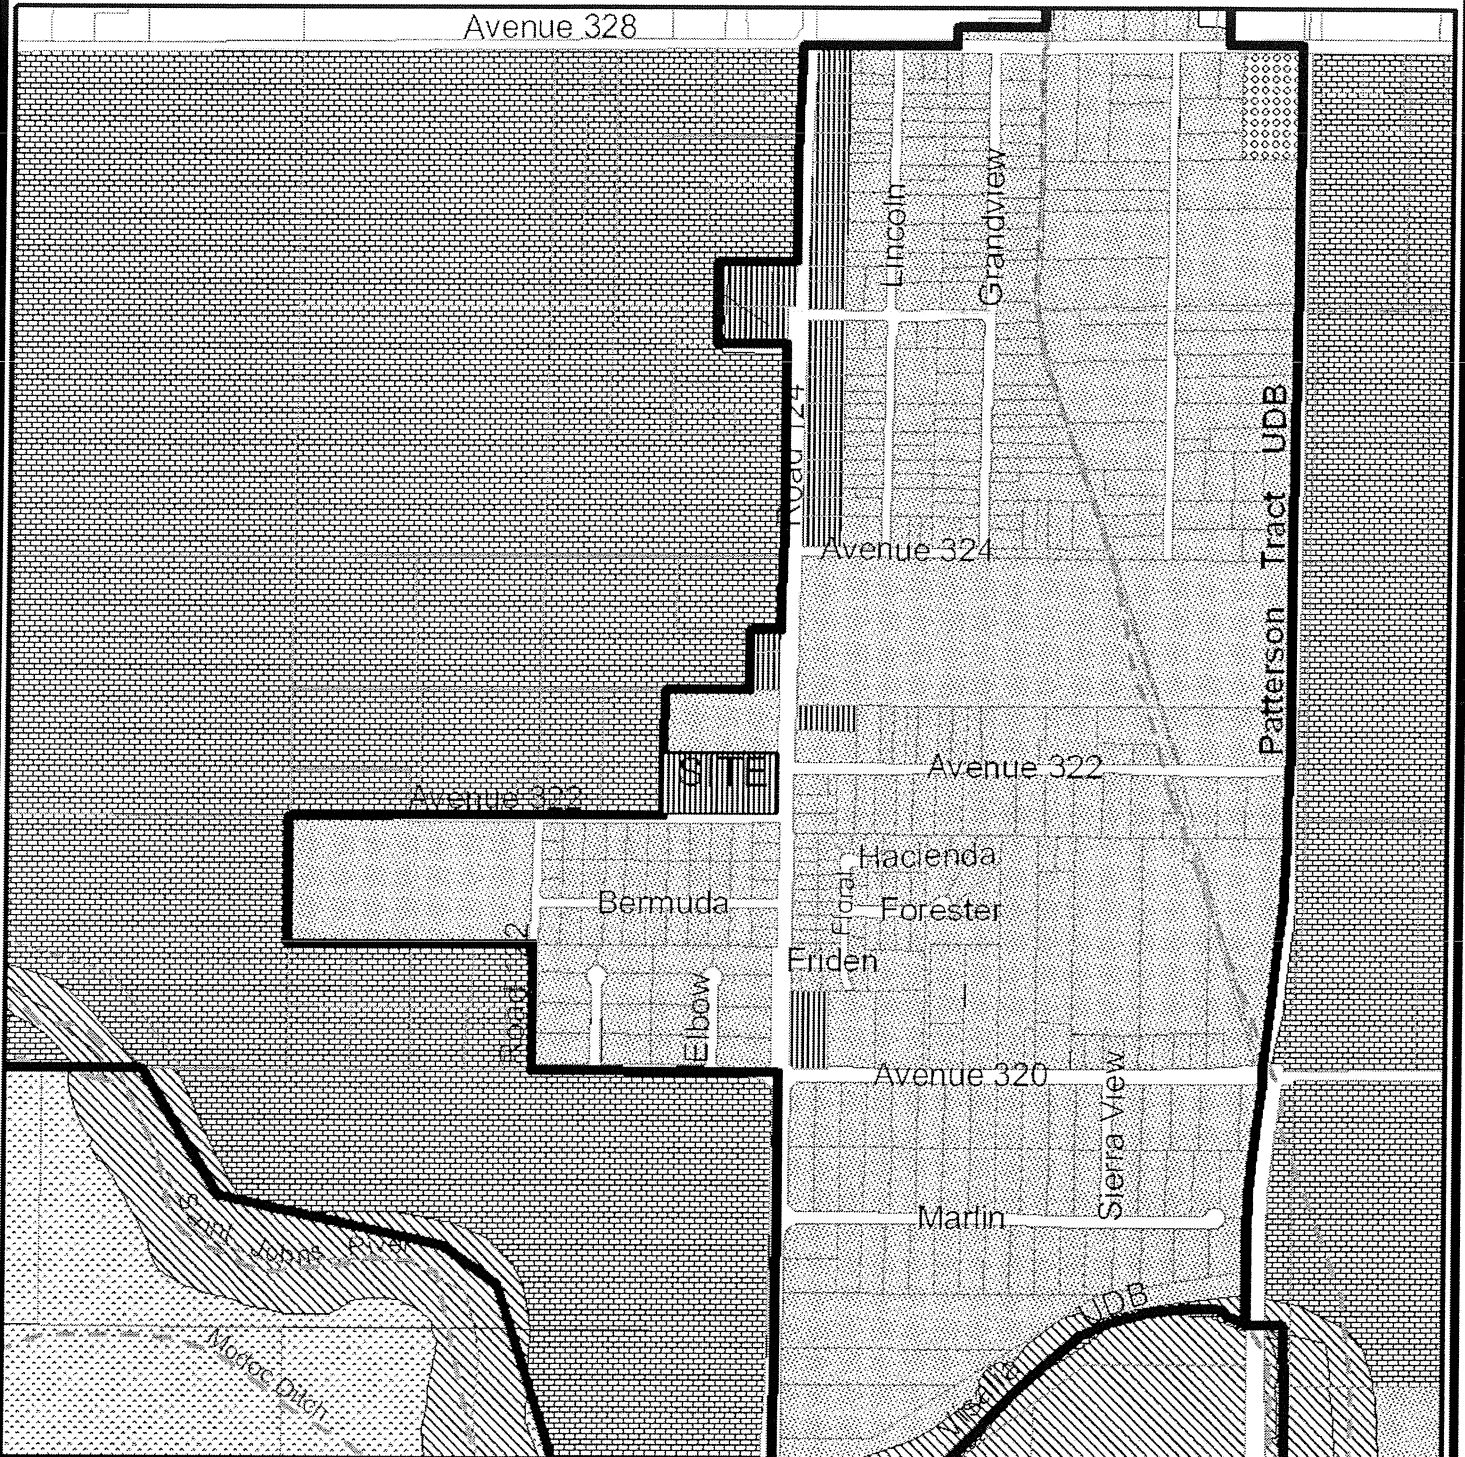 Avenue 328
Lincoln
Grandview
Road 124
Patterson Tract UDB
Avenue 324
SITE
Avenue 322
Avenue 322
Hacienda
Floral
Bermuda
Forester
Road 122
Friden
Elbow
Avenue 320
Sierra View
Marlin
Saint Johns River
Modoc Ditch
Visalia UDB